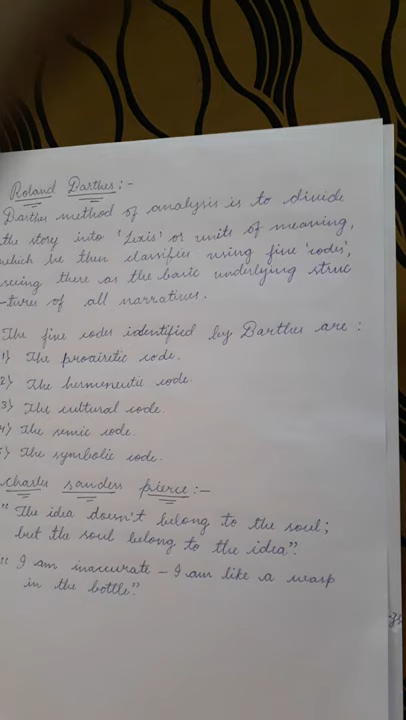 Roland Barthes:-
Barthes method of analysis is to divide
the story into 'Lexis' or units of meaning,
which he then classifies using five 'codes',
seeing these as the basic underlying struc
-tures of all narratives.
The five codes identified by Barthes are :
1) The proairetic code.
2) The hermeneutic code.
3) The cultural code.
4) The semic code.
5) The symbolic code.
Charles sanders pierce:-
"The idea doesn't belong to the soul;
but the soul belong to the idea".
" I am inaccurate - I am like a wasp
in the bottle."